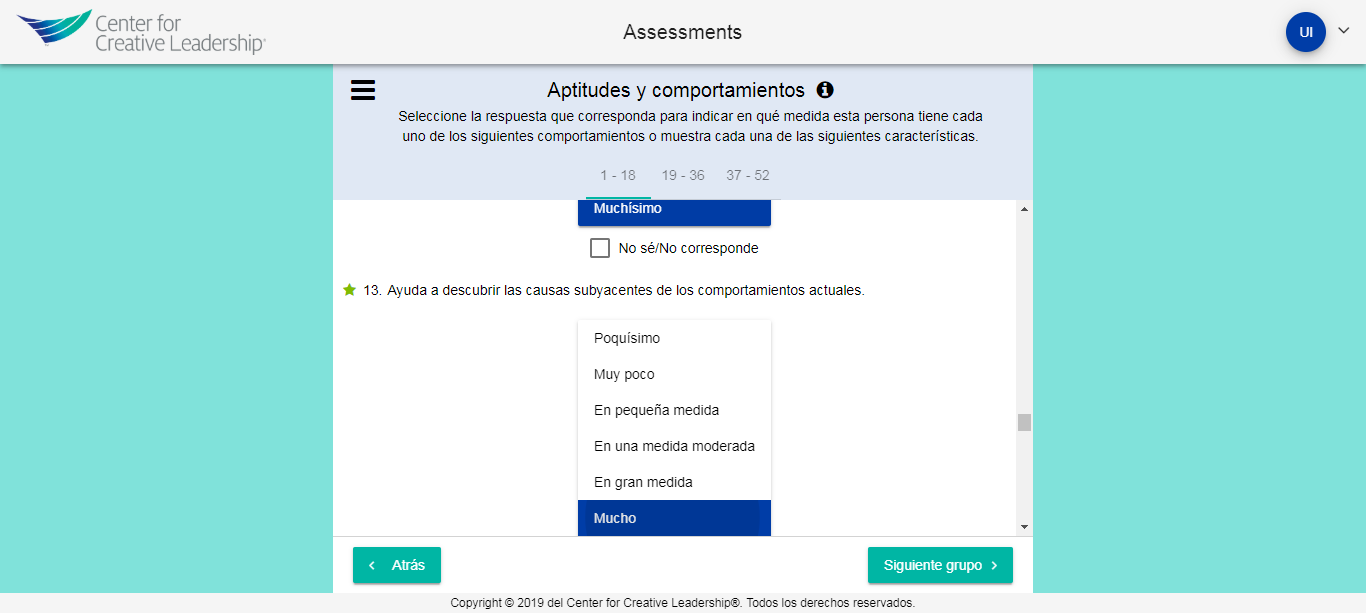 Center for
Creative Leadership®
Assessments
UI
Aptitudes y comportamientos
Seleccione la respuesta que corresponda para indicar en qué medida esta persona tiene cada
uno de los siguientes comportamientos o muestra cada una de las siguientes características.
1 - 18 19 - 36 37 - 52
Muchísimo
No sé/No corresponde
13. Ayuda a descubrir las causas subyacentes de los comportamientos actuales.
Poquísimo
Muy poco
En pequeña medida
En una medida moderada
En gran medida
Mucho
Atrás
Siguiente grupo
Copyright © 2019 del Center for Creative Leadership®. Todos los derechos reservados.